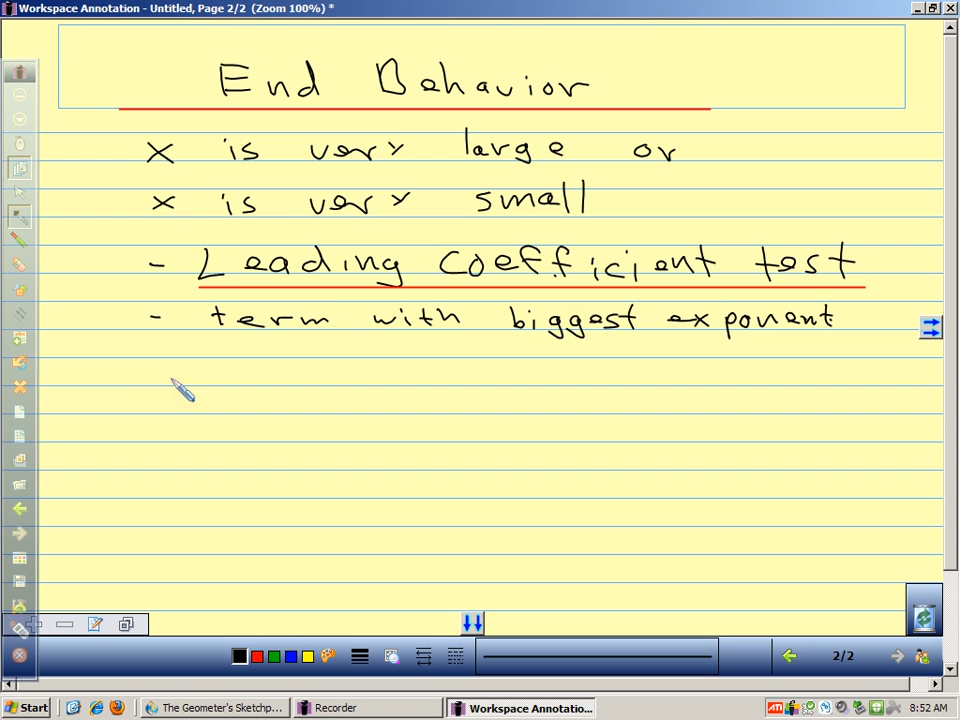 Workspace Annotation - Untitled, Page 2/2 (Zoom 100%) *
End Behavior
x is very large or
x is very small
- Leading Coefficient test
- term with biggest exponent
2/2
Start
The Geometer's Sketchp...
Recorder
Workspace Annotatio...
ATI
8:52 AM